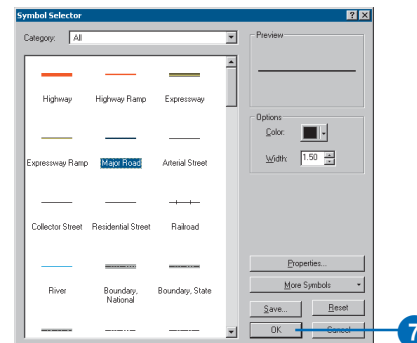 Symbol Selector
Category: All
Preview
Highway Highway Ramp Expressway
Options
Color:
Width: 1.50
Expressway Ramp Major Road Arterial Street
Collector Street Residential Street Railroad
Properties...
River Boundary, National Boundary, State
More Symbols
Save... Reset
OK Cancel
7